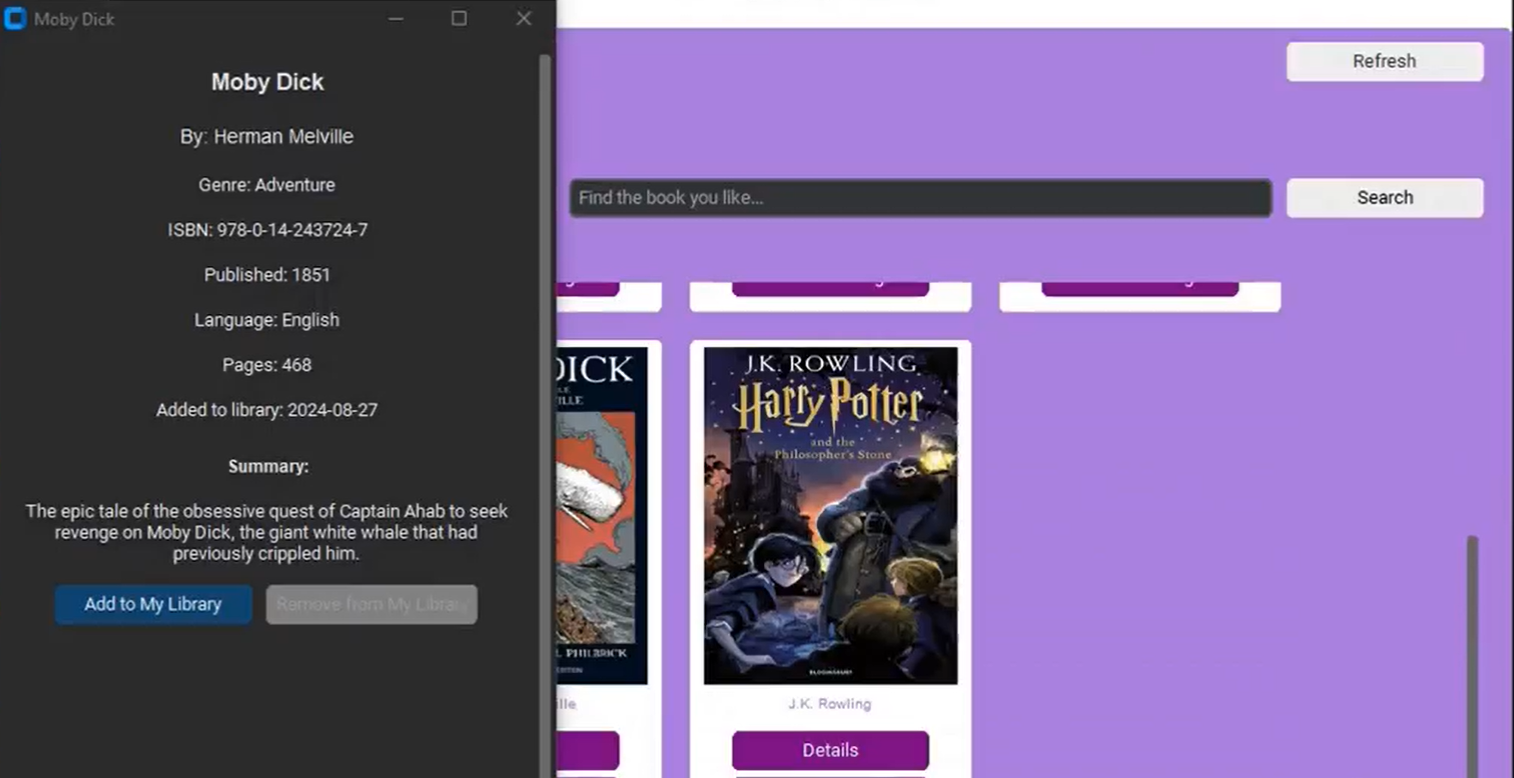 Moby Dick
Moby Dick
By: Herman Melville
Genre: Adventure
ISBN: 978-0-14-243724-7
Published: 1851
Language: English
Pages: 468
Added to library: 2024-08-27
Summary:
The epic tale of the obsessive quest of Captain Ahab to seek
revenge on Moby Dick, the giant white whale that had
previously crippled him.
Add to My Library
Remove from My Library
Refresh
Find the book you like...
Search
DICK
ILLE
PHILBRICK
EDITION
ille
J.K. ROWLING
Harry Potter
and the
Philosopher's Stone
BLOOMSBURY
J.K. Rowling
Details